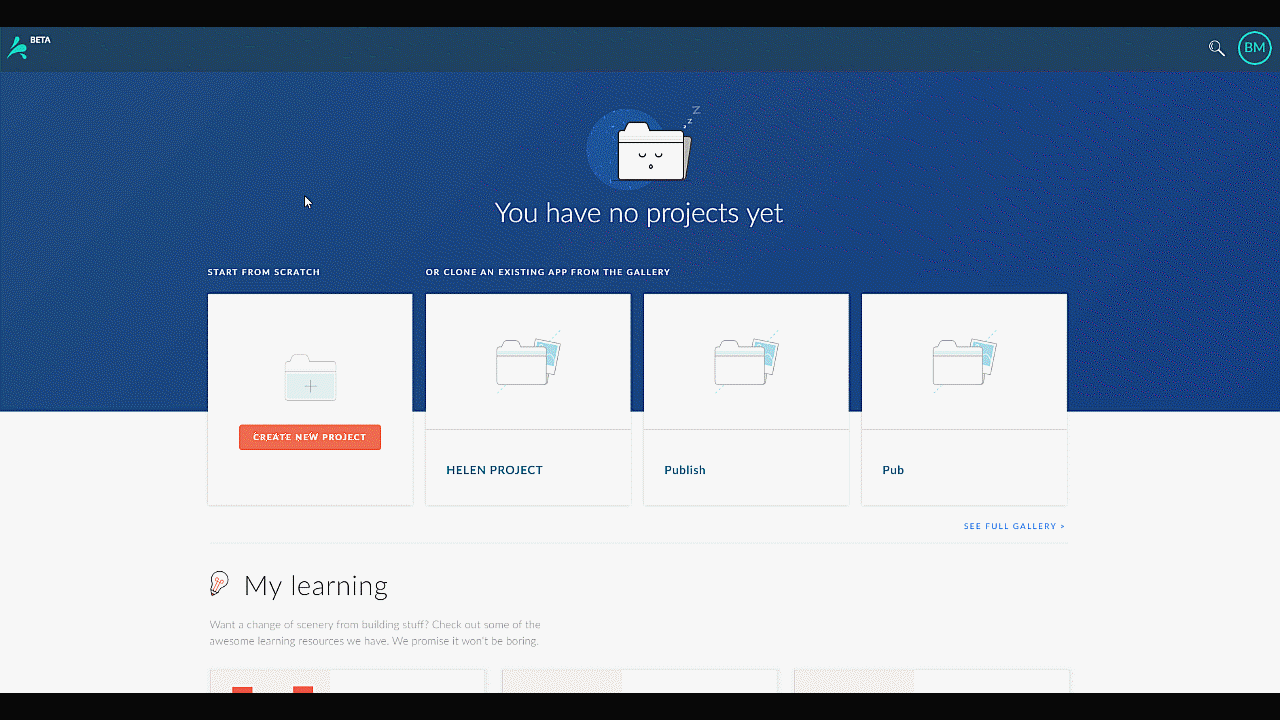 BETA
BM
z
z
You have no projects yet
START FROM SCRATCH
OR CLONE AN EXISTING APP FROM THE GALLERY
CREATE NEW PROJECT
HELEN PROJECT
Publish
Pub
SEE FULL GALLERY >
My learning
Want a change of scenery from building stuff? Check out some of the
awesome learning resources we have. We promise it won't be boring.